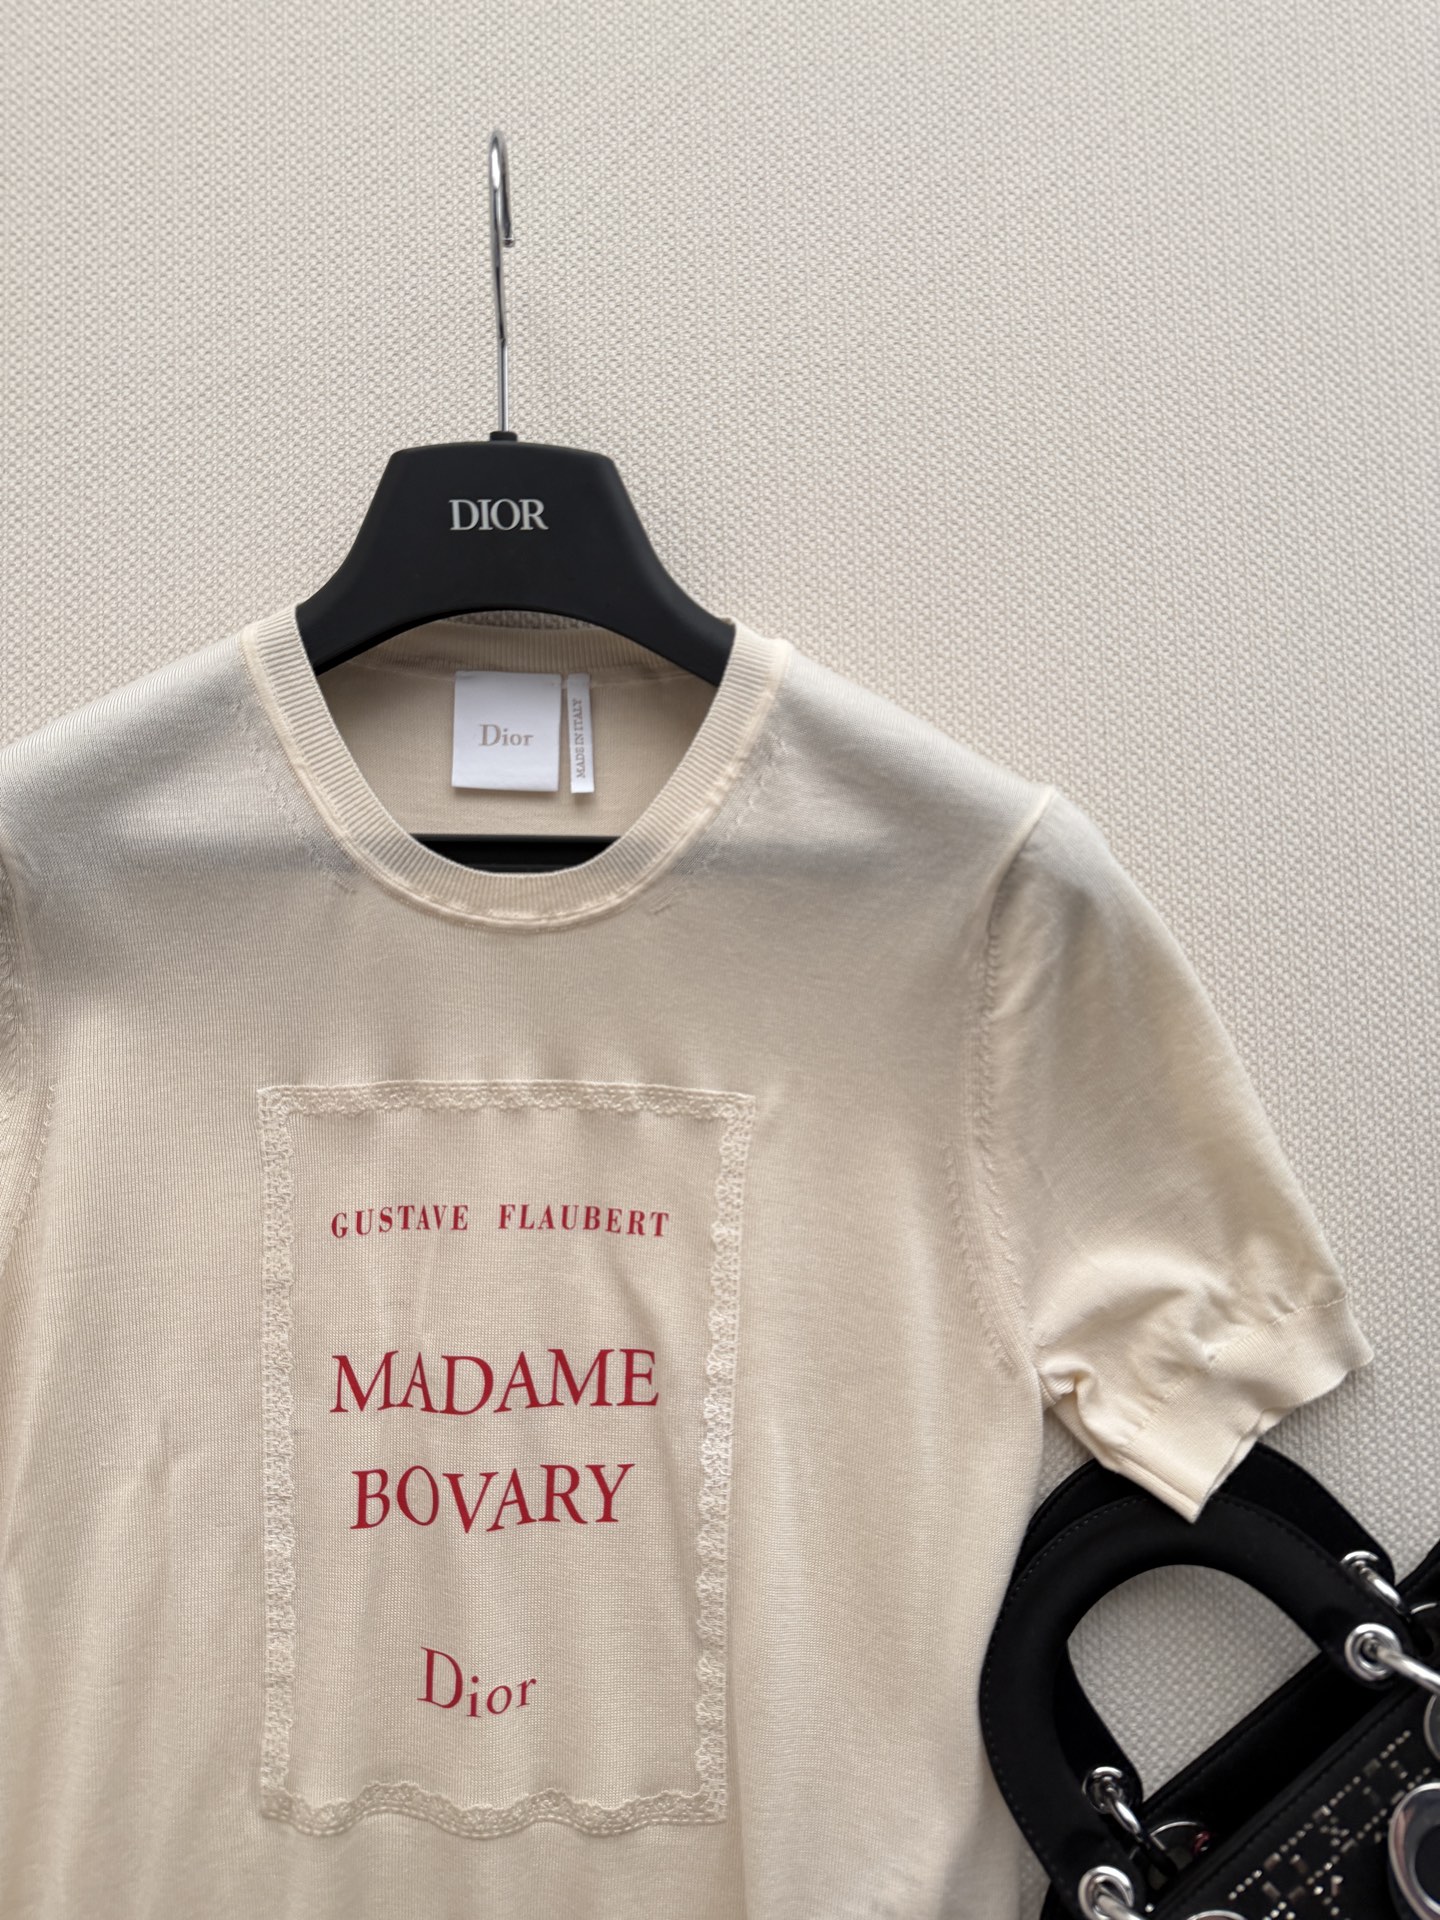 DIOR
Dior
MADE IN ITALY
GUSTAVE FLAUBERT
MADAME
BOVARY
Dior